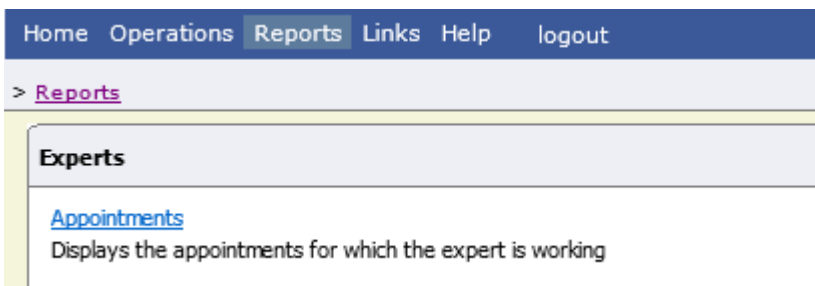 Home Operations Reports Links Help logout
> Reports
Experts
Appointments
Displays the appointments for which the expert is working